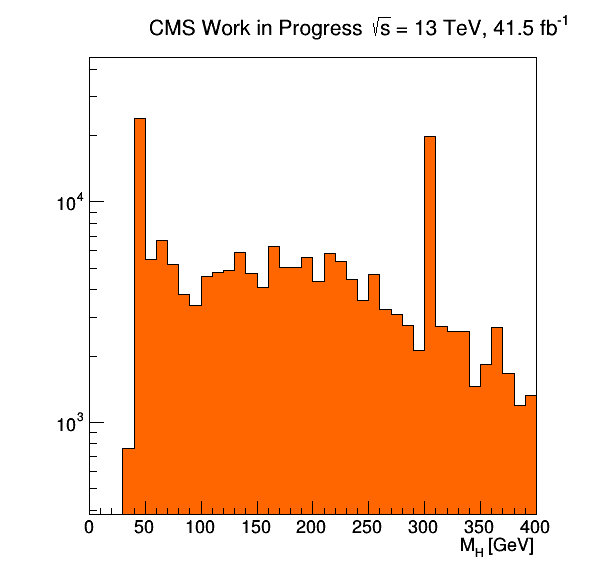 CMS Work in Progress √s = 13 TeV, 41.5 fb⁻¹
10⁴
10³
0 50 100 150 200 250 300 350 400
M_H [GeV]